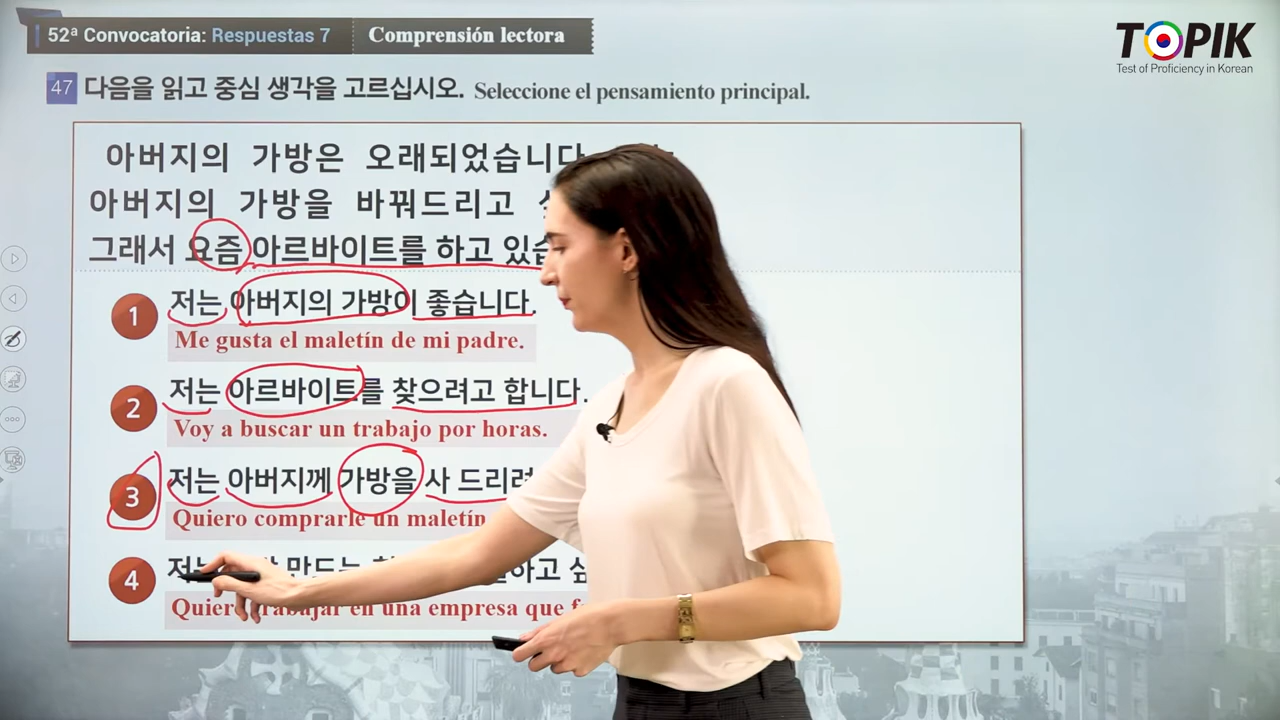 52ª Convocatoria: Respuestas 7 Comprensión lectora
TOPIK
Test of Proficiency in Korean
47 다음을 읽고 중심 생각을 고르십시오. Seleccione el pensamiento principal.
아버지의 가방은 오래되었습니다
아버지의 가방을 바꿔드리고
그래서 요즘 아르바이트를 하고
1 저는 아버지의 가방이 좋습니다.
Me gusta el maletín de mi padre.
2 저는 아르바이트를 찾으려고 합니다.
Voy a buscar un trabajo por horas.
3 저는 아버지께 가방을 사
Quiero comprarle un maletín
4 만드는
trabajar en una empresa que